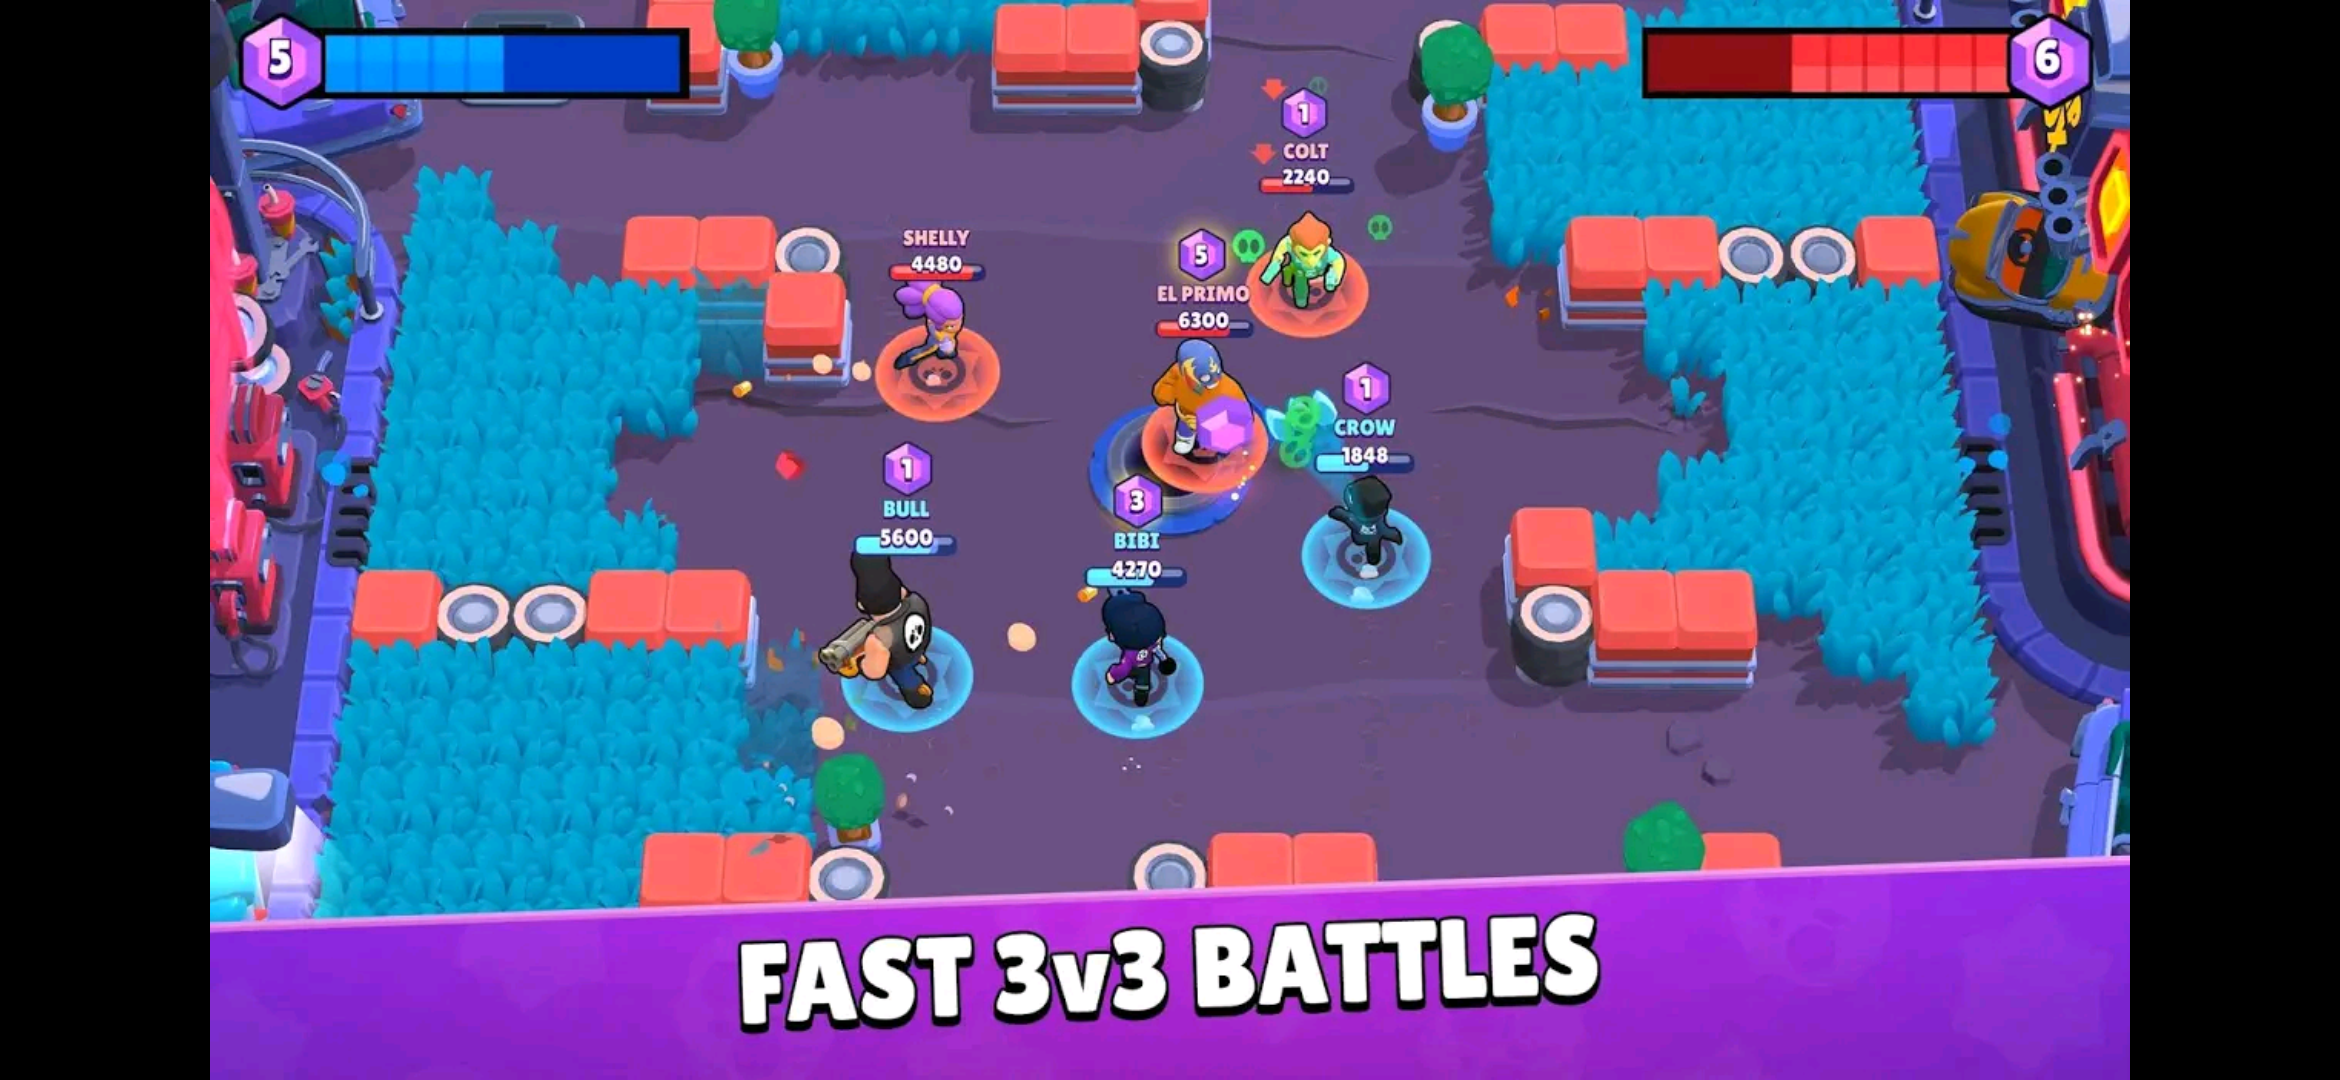 5
6
1
COLT
2240
SHELLY
4480
5
EL PRIMO
6300
1
CROW
1848
1
BULL
5600
3
BIBI
4270
FAST 3v3 BATTLES